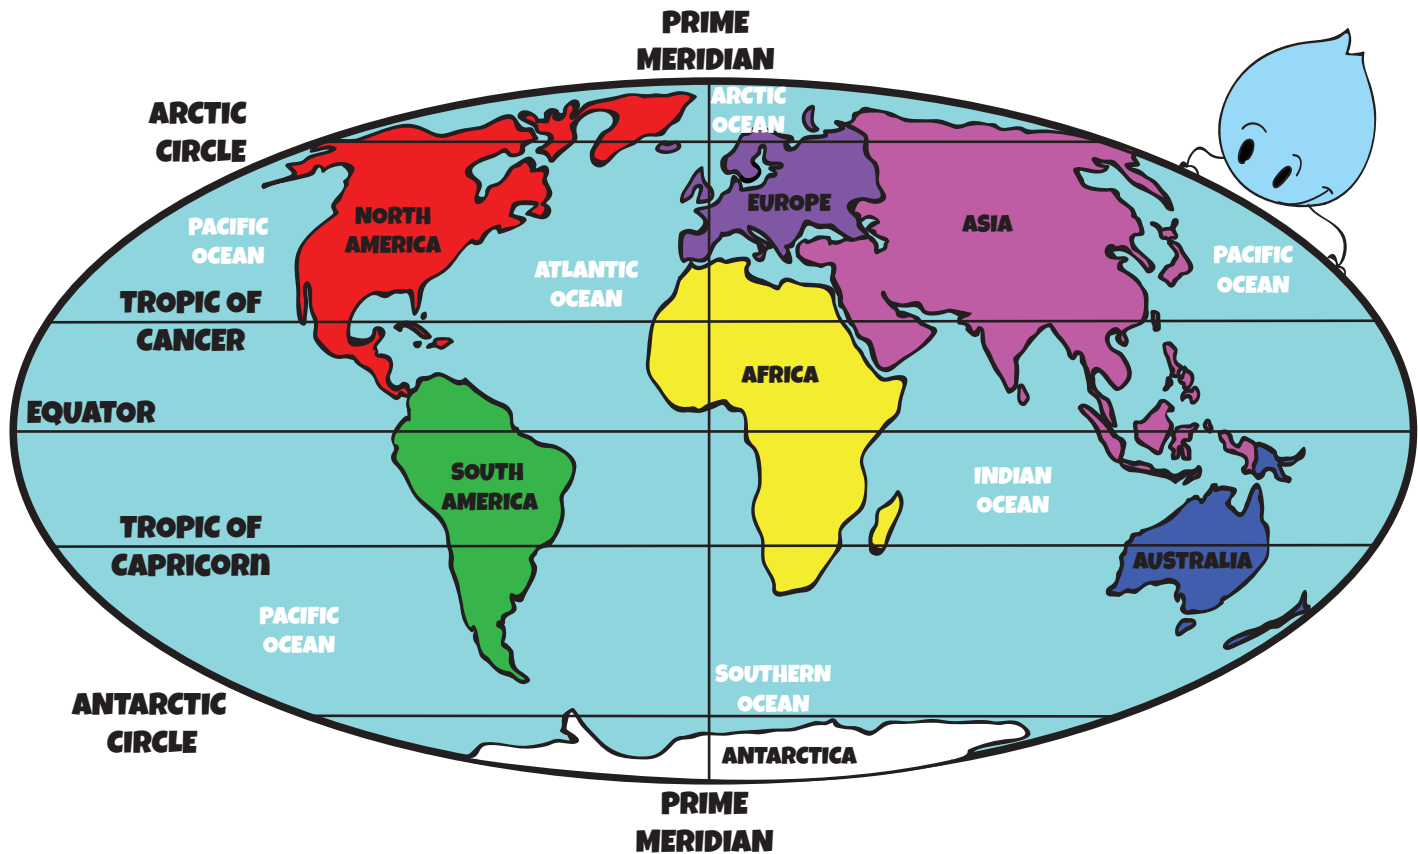 PRIME
MERIDIAN
ARCTIC
CIRCLE
ARCTIC
OCEAN
PACIFIC
OCEAN
NORTH
AMERICA
EUROPE
ASIA
PACIFIC
OCEAN
ATLANTIC
OCEAN
TROPIC OF
CANCER
AFRICA
EQUATOR
SOUTH
AMERICA
INDIAN
OCEAN
TROPIC OF
CAPRICORn
AUSTRALIA
PACIFIC
OCEAN
SOUTHERN
OCEAN
ANTARCTIC
CIRCLE
ANTARCTICA
PRIME
MERIDIAN